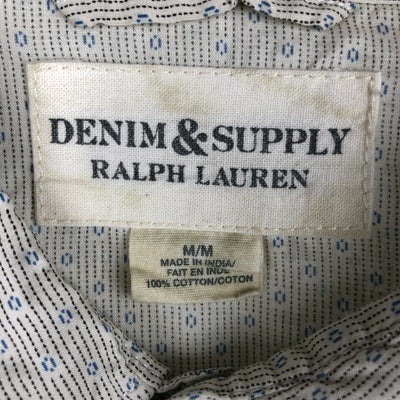 DENIM & SUPPLY
RALPH LAUREN
M/M
MADE IN INDIA/
FAIT EN INDE
100% COTTON/COTON